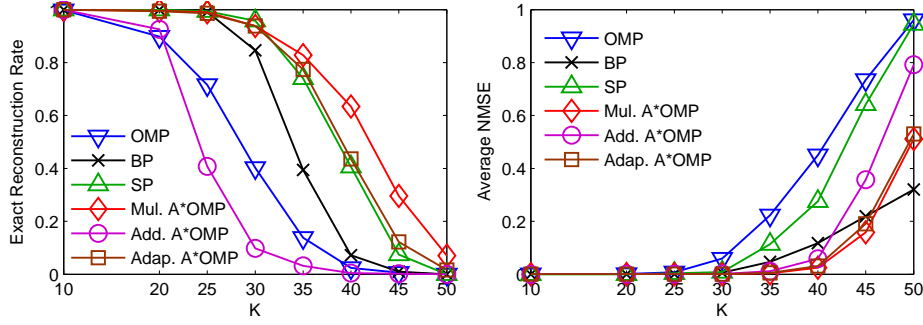 0
0.2
0.4
0.6
0.8
Exact Reconstruction Rate
OMP
BP
SP
Mul. A*OMP
Add. A*OMP
Adap. A*OMP
10 20 25 30 35 40 45 50
K
1
0.8
0.6
0.4
0.2
0
Average NMSE
OMP
BP
SP
Mul. A*OMP
Add. A*OMP
Adap. A*OMP
10 20 25 30 35 40 45 50
K